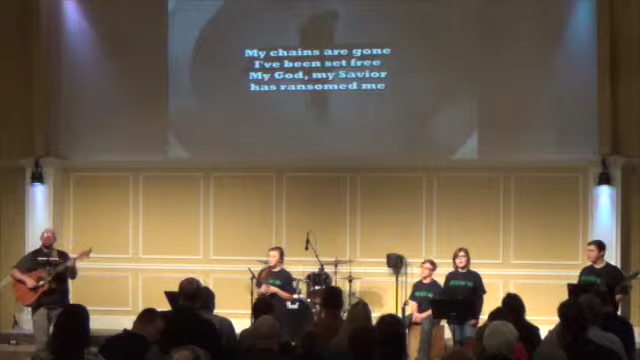 My chains are gone
I've been set free
My God, my Savior
has ransomed me